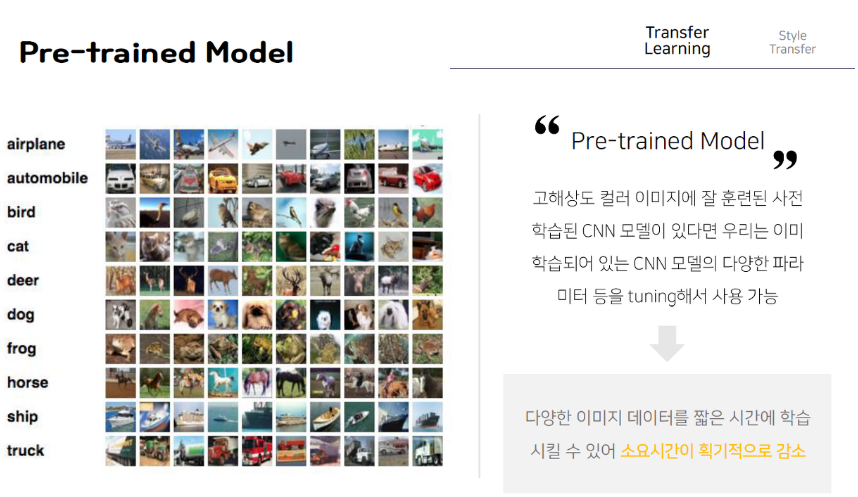 Pre-trained Model
Transfer
Learning
Style
Transfer
airplane
automobile
bird
cat
deer
dog
frog
horse
ship
truck
“
Pre-trained Model
”
고해상도 컬러 이미지에 잘 훈련된 사전
학습된 CNN 모델이 있다면 우리는 이미
학습되어 있는 CNN 모델의 다양한 파라
미터 등을 tuning해서 사용 가능
다양한 이미지 데이터를 짧은 시간에 학습
시킬 수 있어 소요시간이 획기적으로 감소